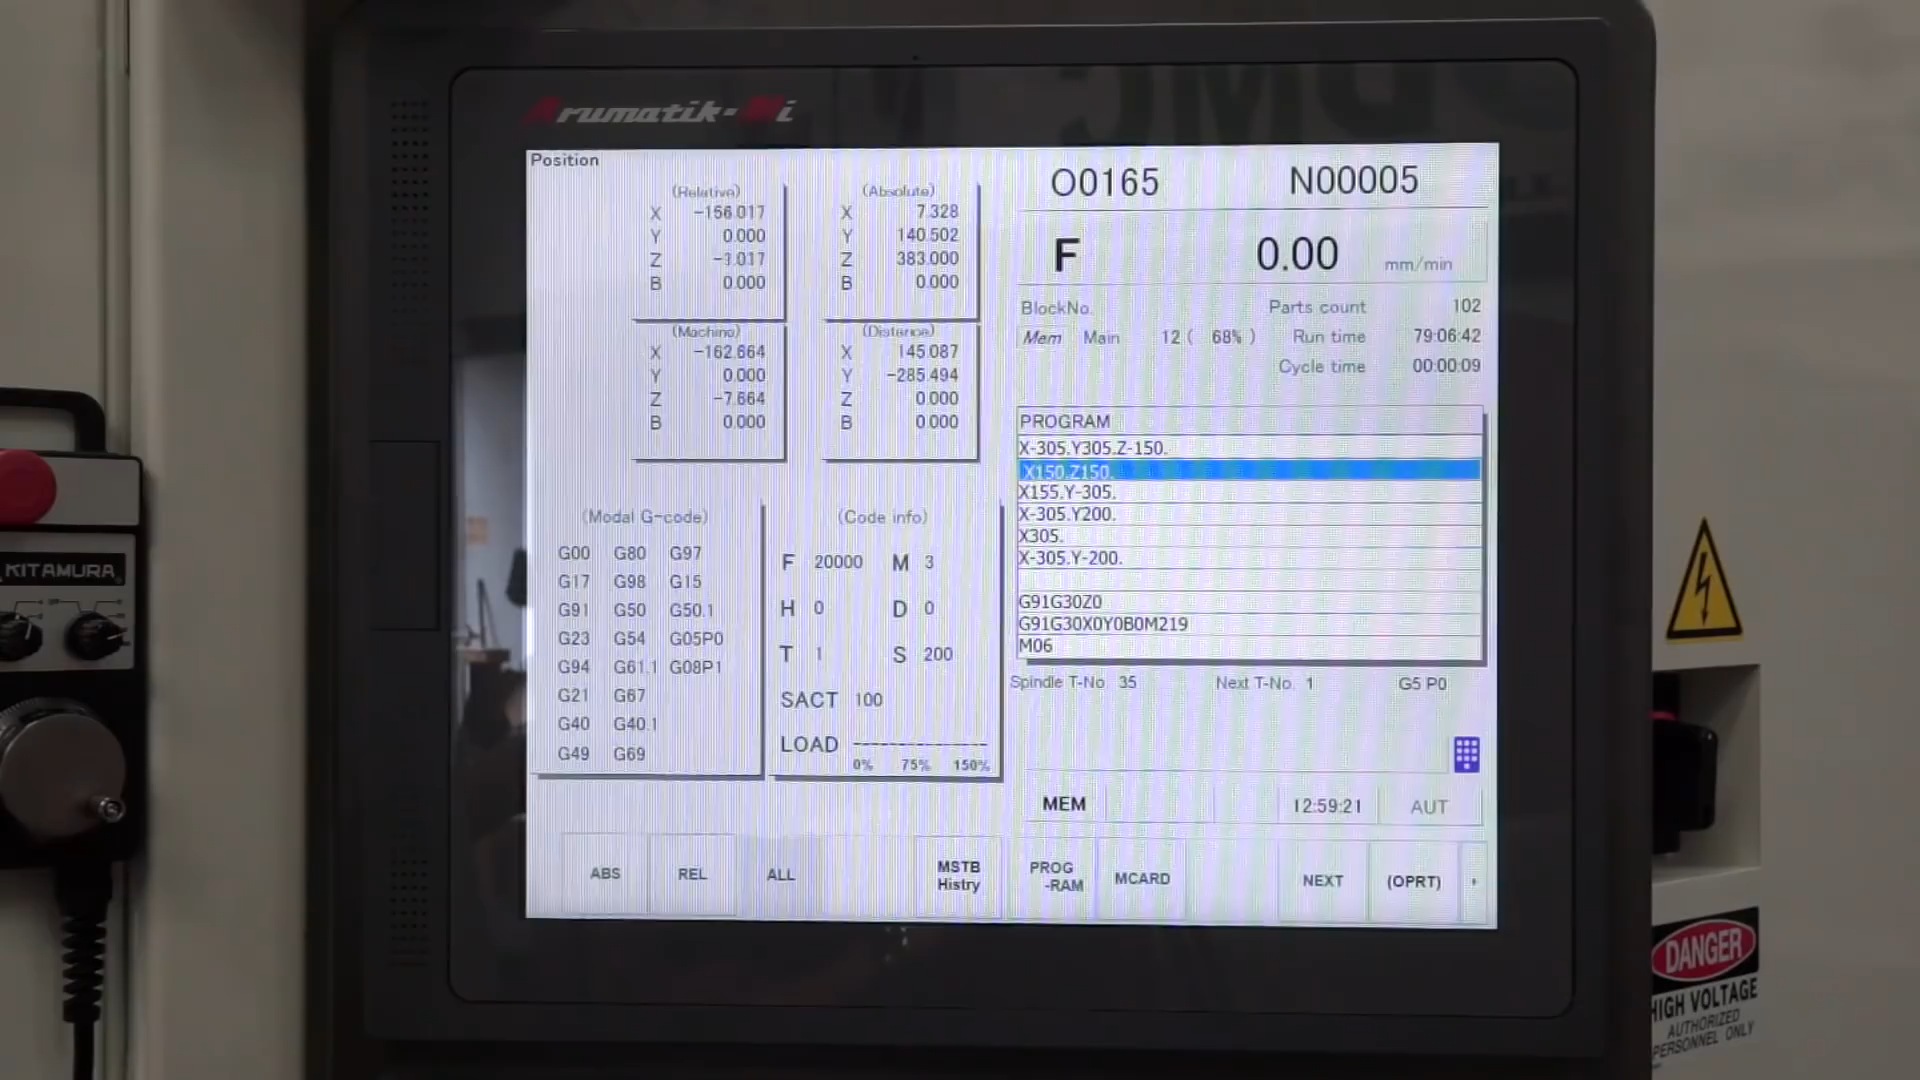 Arumatik-Mi
Position
O0165 N00005
(Relative) (Absolute)
X -156.017 X 7.328
Y 0.000 Y 140.502
Z -1.017 Z 383.000
B 0.000 B 0.000
F 0.00 mm/min
BlockNo. Parts count 102
Mem Main 12 ( 68% ) Run time 79:06:42
Cycle time 00:00:09
(Machine) (Distance)
X -162.664 X 145.087
Y 0.000 Y -285.494
Z -7.664 Z 0.000
B 0.000 B 0.000
PROGRAM
X-305.Y305.Z-150.
X150.Z150.
X155.Y-305.
X-305.Y200.
X305.
X-305.Y-200.
G91G30Z0
G91G30X0Y0B0M219
M06
(Modal G-code)
G00 G80 G97
G17 G98 G15
G91 G50 G50.1
G23 G54 G05P0
G94 G61.1 G08P1
G21 G67
G40 G40.1
G49 G69
(Code info)
F 20000 M 3
H 0 D 0
T 1 S 200
SACT 100
LOAD
0% 75% 150%
Spindle T-No. 35 Next T-No. 1 G5 P0
MEM 12:59:21 AUT
ABS REL ALL MSTB Histry PROG -RAM MCARD NEXT (OPRT) +
KITAMURA
DANGER
HIGH VOLTAGE
AUTHORIZED
PERSONNEL ONLY